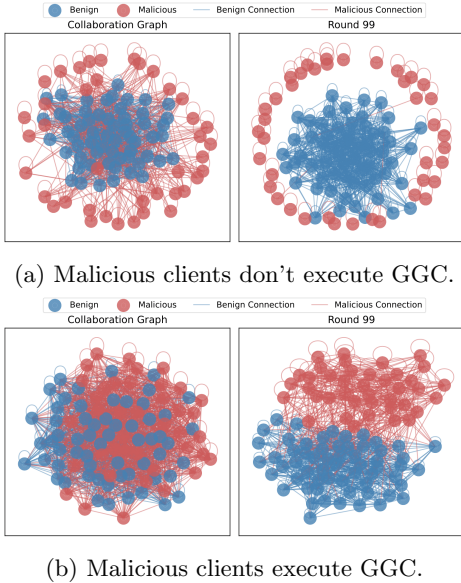 Benign Malicious Benign Connection Malicious Connection
Collaboration Graph Round 99
(a) Malicious clients don't execute GGC.
Benign Malicious Benign Connection Malicious Connection
Collaboration Graph Round 99
(b) Malicious clients execute GGC.